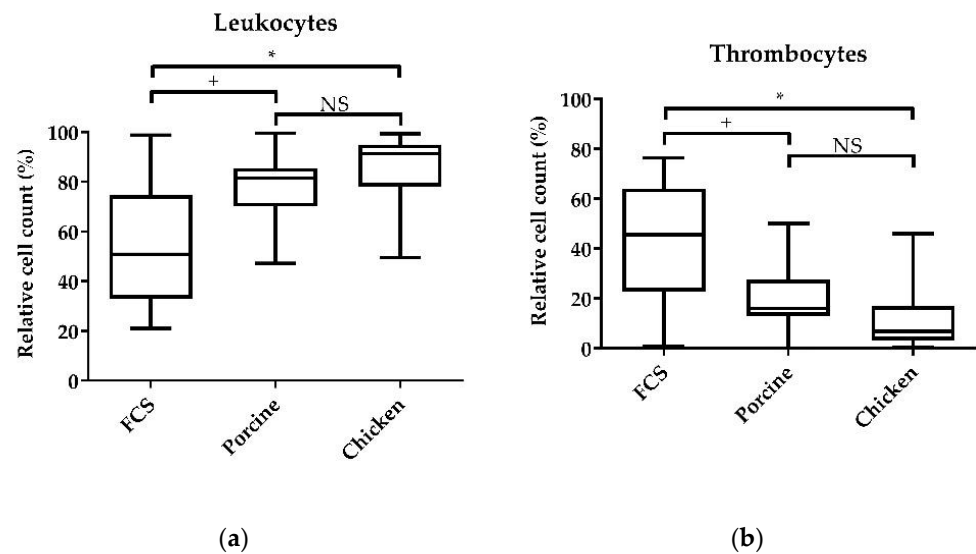 Leukocytes
*
+
NS
Relative cell count (%)
100
80
60
40
20
0
FCS
Porcine
Chicken
(a)
Thrombocytes
*
+
NS
Relative cell count (%)
100
80
60
40
20
0
FCS
Porcine
Chicken
(b)